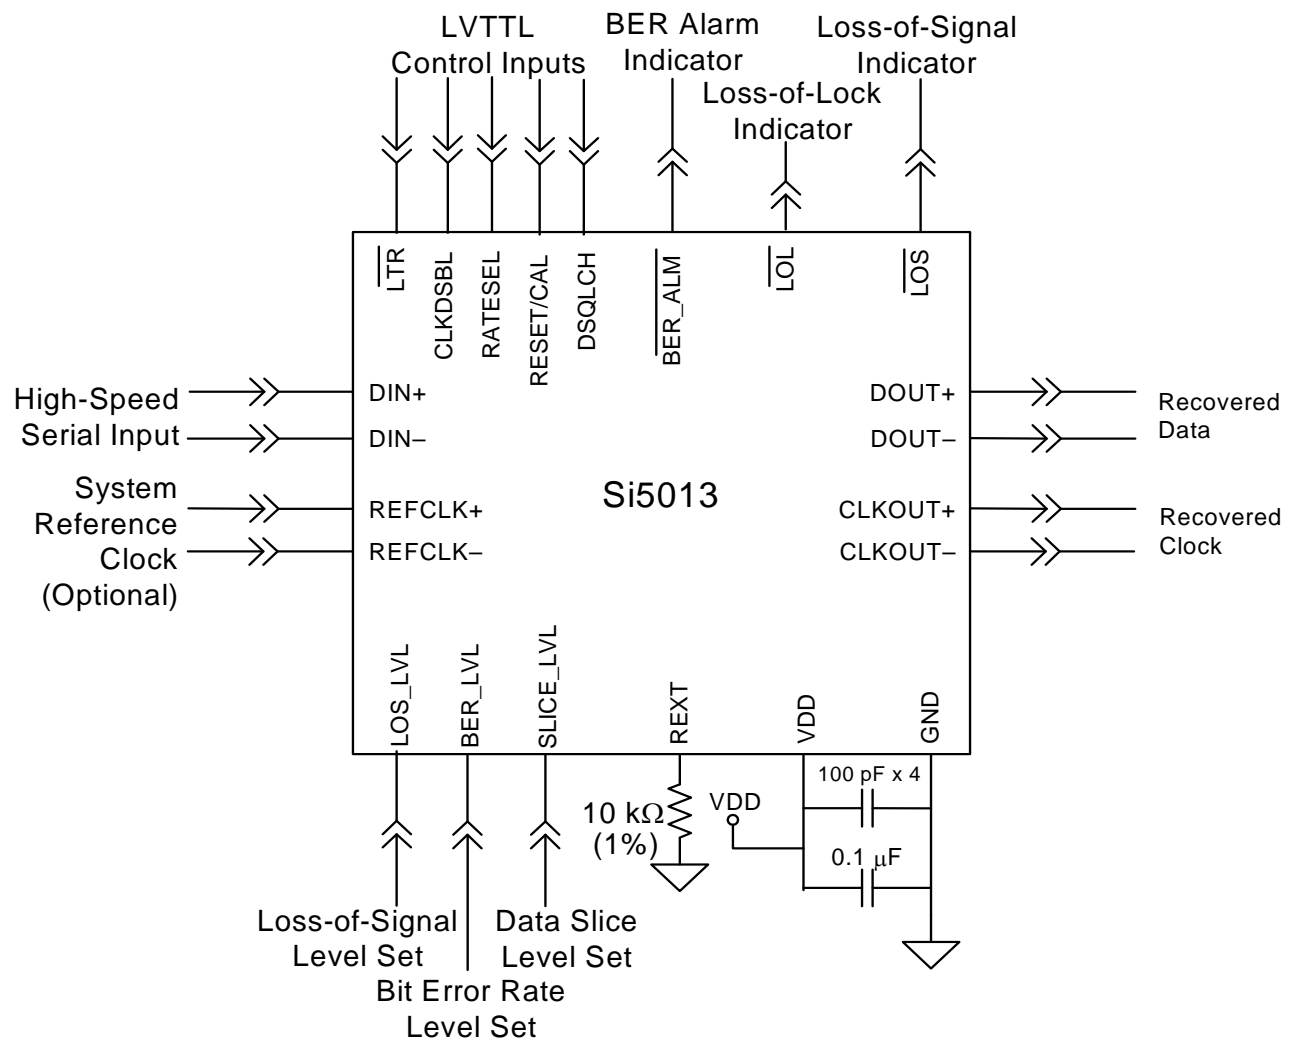 LVTTL
Control Inputs
BER Alarm
Indicator
Loss-of-Lock
Indicator
Loss-of-Signal
Indicator
LTR
CLKDSBL
RATESEL
RESET/CAL
DSQLCH
BER_ALM
LOL
LOS
High-Speed
Serial Input
DIN+
DIN–
System
Reference
Clock
(Optional)
REFCLK+
REFCLK–
Si5013
DOUT+
DOUT–
Recovered
Data
CLKOUT+
CLKOUT–
Recovered
Clock
LOS_LVL
BER_LVL
SLICE_LVL
REXT
VDD
GND
10 kΩ
(1%)
VDD
100 pF x 4
0.1 μF
Loss-of-Signal
Level Set
Bit Error Rate
Level Set
Data Slice
Level Set